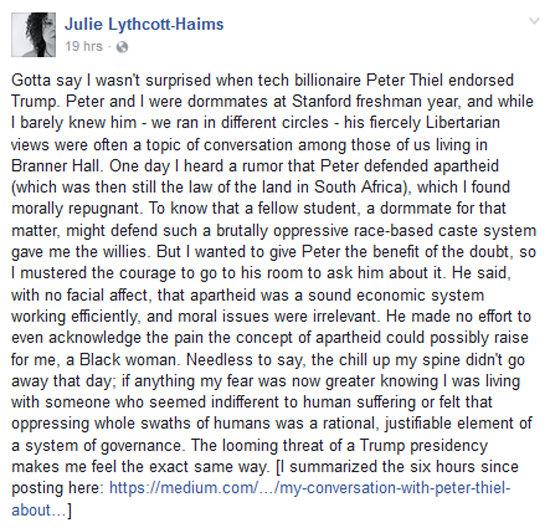 Julie Lythcott-Haims
19 hrs ·
Gotta say I wasn't surprised when tech billionaire Peter Thiel endorsed
Trump. Peter and I were dormmates at Stanford freshman year, and while
I barely knew him - we ran in different circles - his fiercely Libertarian
views were often a topic of conversation among those of us living in
Branner Hall. One day I heard a rumor that Peter defended apartheid
(which was then still the law of the land in South Africa), which I found
morally repugnant. To know that a fellow student, a dormmate for that
matter, might defend such a brutally oppressive race-based caste system
gave me the willies. But I wanted to give Peter the benefit of the doubt, so
I mustered the courage to go to his room to ask him about it. He said,
with no facial affect, that apartheid was a sound economic system
working efficiently, and moral issues were irrelevant. He made no effort to
even acknowledge the pain the concept of apartheid could possibly raise
for me, a Black woman. Needless to say, the chill up my spine didn't go
away that day; if anything my fear was now greater knowing I was living
with someone who seemed indifferent to human suffering or felt that
oppressing whole swaths of humans was a rational, justifiable element of
a system of governance. The looming threat of a Trump presidency
makes me feel the exact same way. [I summarized the six hours since
posting here: https://medium.com/…/my-conversation-with-peter-thiel-
about…]